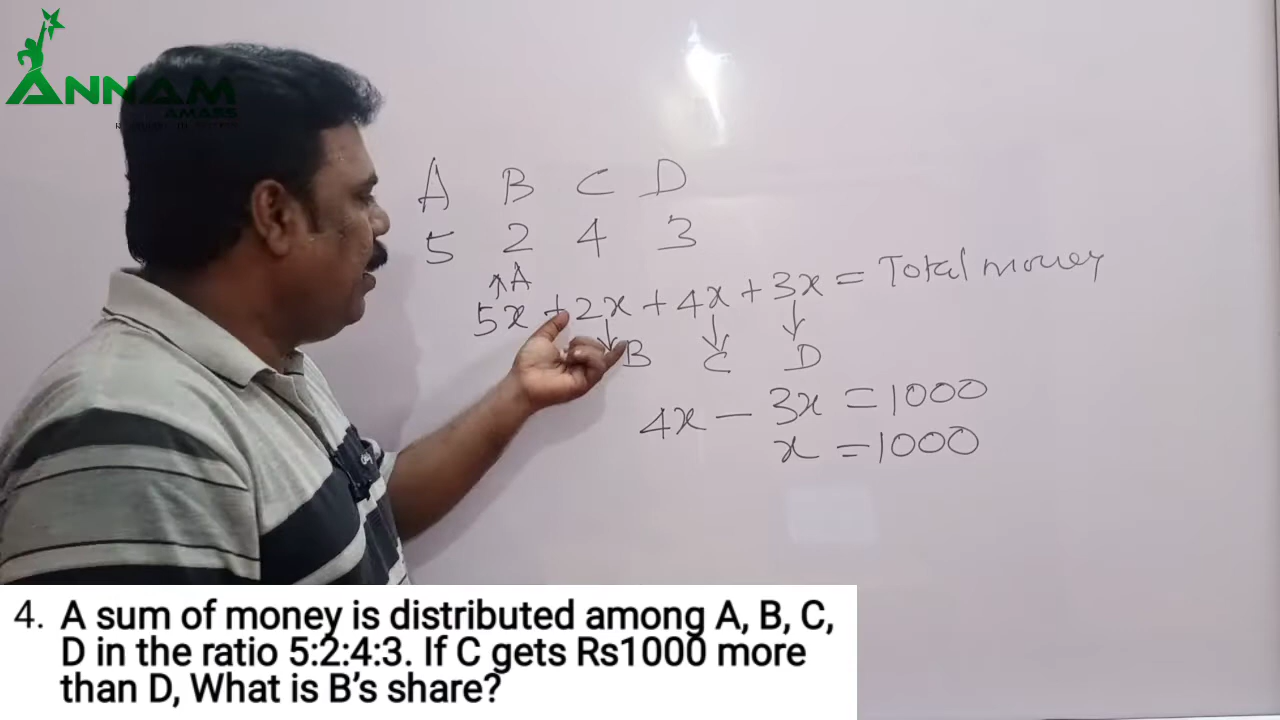 ANNAM
AMASS
A B C D
5 2 4 3
A
5x + 2x + 4x + 3x = Total money
B C D
4x - 3x = 1000
x = 1000
4. A sum of money is distributed among A, B, C,
D in the ratio 5:2:4:3. If C gets Rs1000 more
than D, What is B's share?